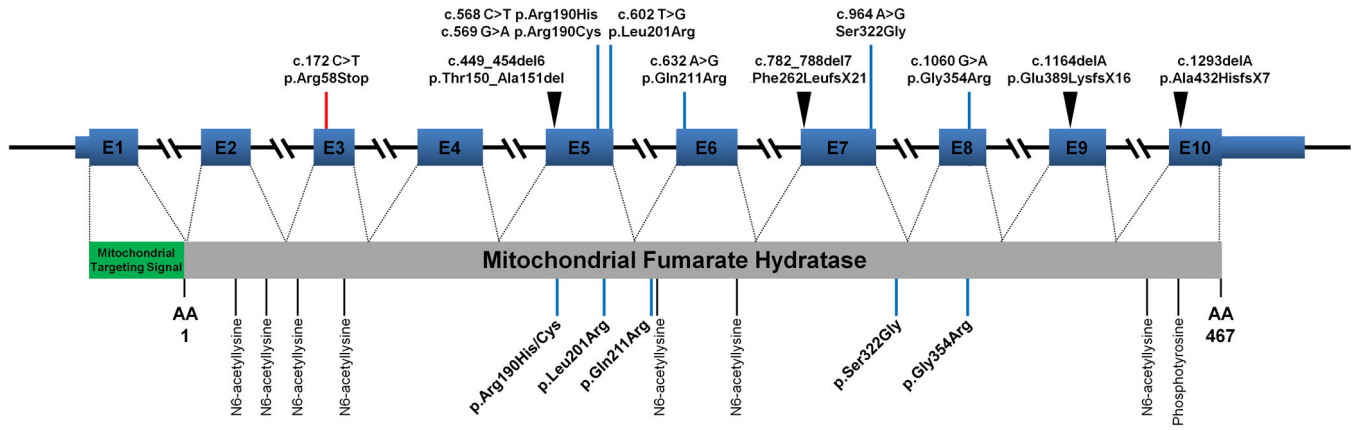 c.568 C>T p.Arg190His
c.569 G>A p.Arg190Cys
c.602 T>G
p.Leu201Arg
c.964 A>G
Ser322Gly
c.172 C>T
p.Arg58Stop
c.449_454del6
p.Thr150_Ala151del
c.632 A>G
p.Gln211Arg
c.782_788del7
.Phe262LeufsX21
c.1060 G>A
p.Gly354Arg
c.1164delA
p.Glu389LysfsX16
c.1293delA
p.Ala432HisfsX7
E1
E2
E3
E4
E5
E6
E7
E8
E9
E10
Mitochondrial
Targeting Signal
Mitochondrial Fumarate Hydratase
AA
1
N6-acetyllysine
N6-acetyllysine
N6-acetyllysine
N6-acetyllysine
p.Arg190His/Cys
p.Leu201Arg
p.Gln211Arg
N6-acetyllysine
N6-acetyllysine
p.Ser322Gly
p.Gly354Arg
N6-acetyllysine
Phosphotyrosine
AA
467